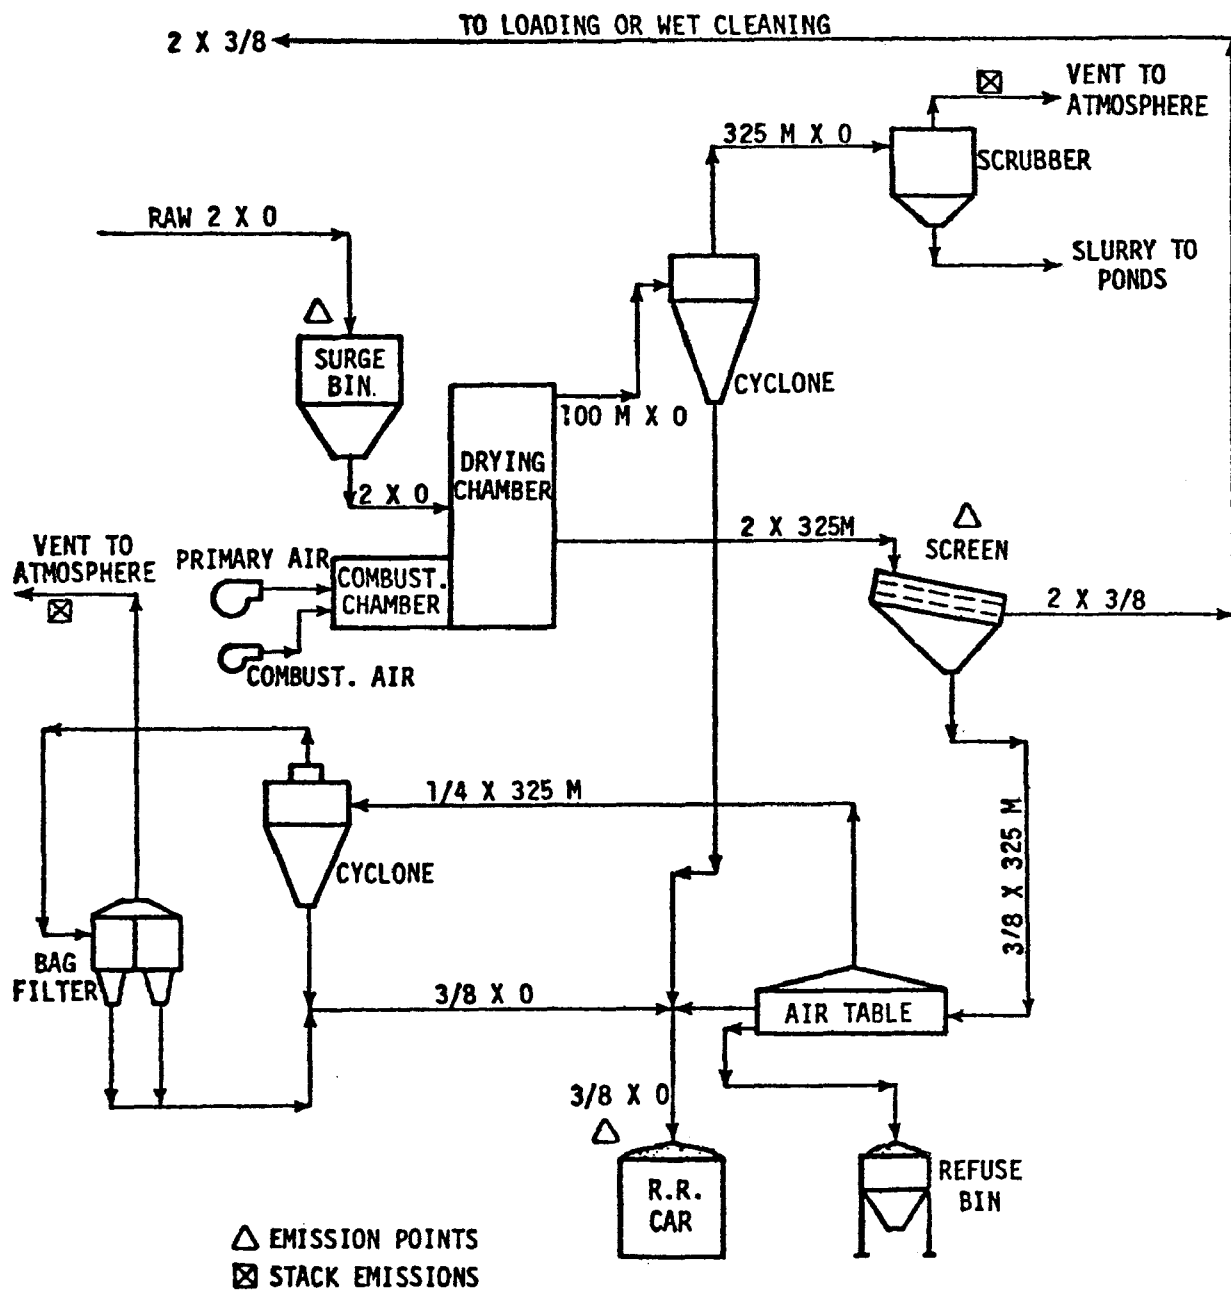 TO LOADING OR WET CLEANING
2 X 3/8
VENT TO
ATMOSPHERE
325 M X 0
SCRUBBER
RAW 2 X 0
SLURRY TO
PONDS
SURGE
BIN.
CYCLONE
100 M X 0
DRYING
CHAMBER
2 X 0
2 X 325M
SCREEN
VENT TO
ATMOSPHERE
PRIMARY AIR
COMBUST.
CHAMBER
2 X 3/8
COMBUST. AIR
1/4 X 325 M
3/8 X 325 M
CYCLONE
BAG
FILTER
3/8 X 0
AIR TABLE
3/8 X 0
R.R.
CAR
REFUSE
BIN
EMISSION POINTS
STACK EMISSIONS